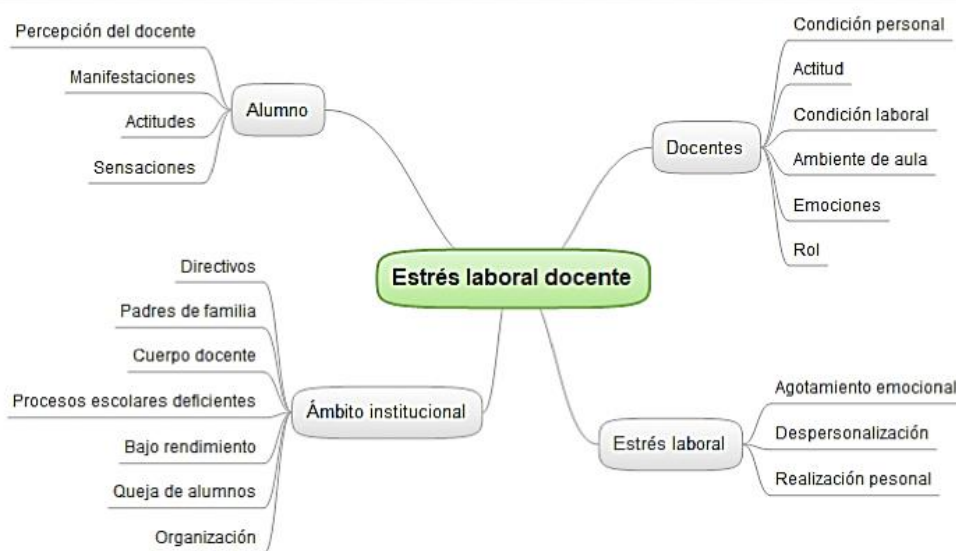 Percepción del docente
Manifestaciones
Actitudes
Sensaciones
Alumno
Condición personal
Actitud
Condición laboral
Ambiente de aula
Emociones
Rol
Docentes
Estrés laboral docente
Directivos
Padres de familia
Cuerpo docente
Procesos escolares deficientes
Bajo rendimiento
Queja de alumnos
Organización
Ámbito institucional
Estrés laboral
Agotamiento emocional
Despersonalización
Realización pesonal